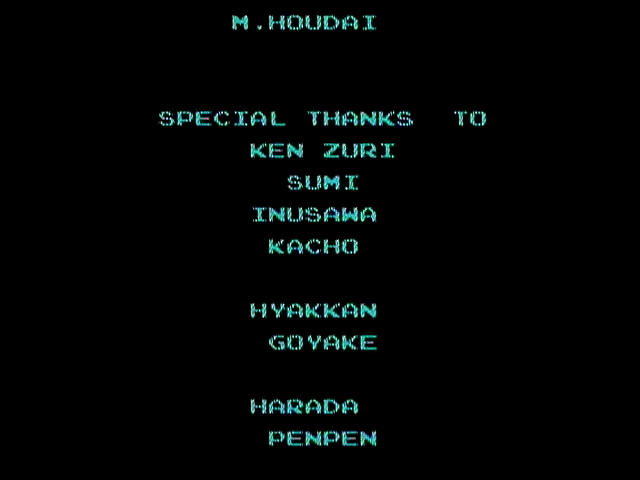 M.HOUDAI
SPECIAL THANKS TO
KEN ZURI
SUMI
INUSAWA
KACHO
HYAKKAN
GOYAKE
HARADA
PENPEN